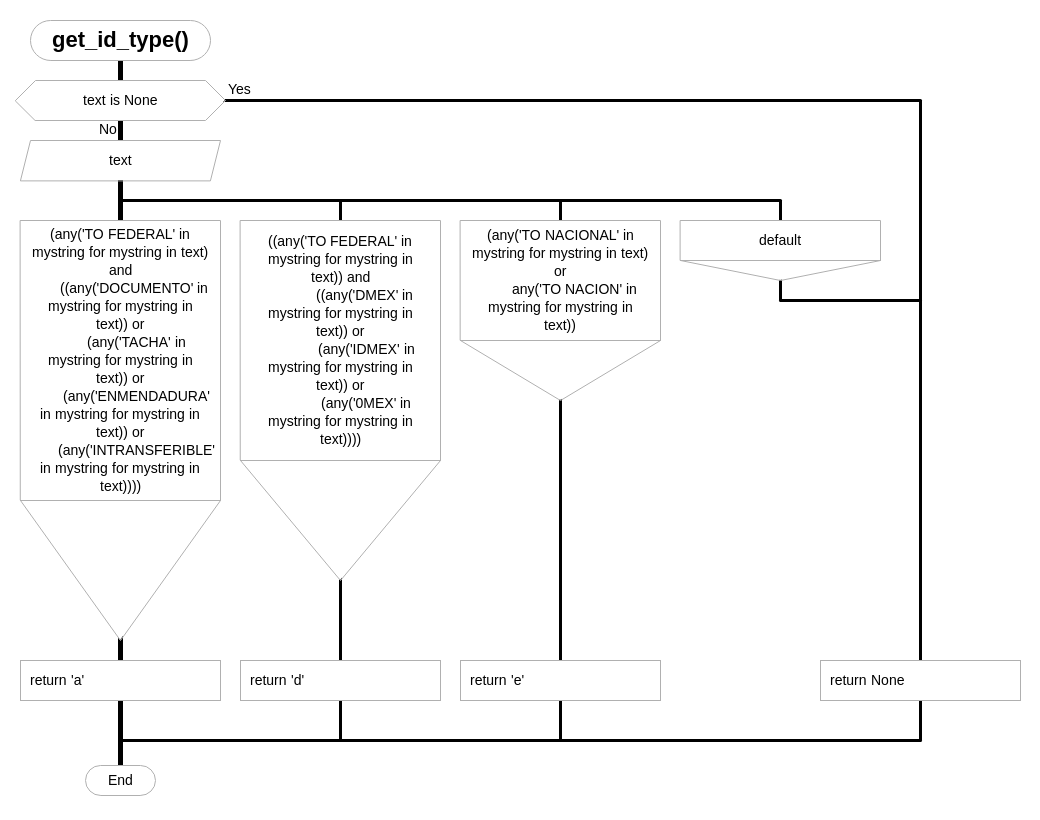 get_id_type()
text is None
Yes
No
text
(any('TO FEDERAL' in
mystring for mystring in text)
and
((any('DOCUMENTO' in
mystring for mystring in
text)) or
(any('TACHA' in
mystring for mystring in
text)) or
(any('ENMENDADURA'
in mystring for mystring in
text)) or
(any('INTRANSFERIBLE'
in mystring for mystring in
text))))
((any('TO FEDERAL' in
mystring for mystring in
text)) and
((any('DMEX' in
mystring for mystring in
text)) or
(any('IDMEX' in
mystring for mystring in
text)) or
(any('0MEX' in
mystring for mystring in
text))))
(any('TO NACIONAL' in
mystring for mystring in text)
or
any('TO NACION' in
mystring for mystring in
text))
default
return 'a'
return 'd'
return 'e'
return None
End